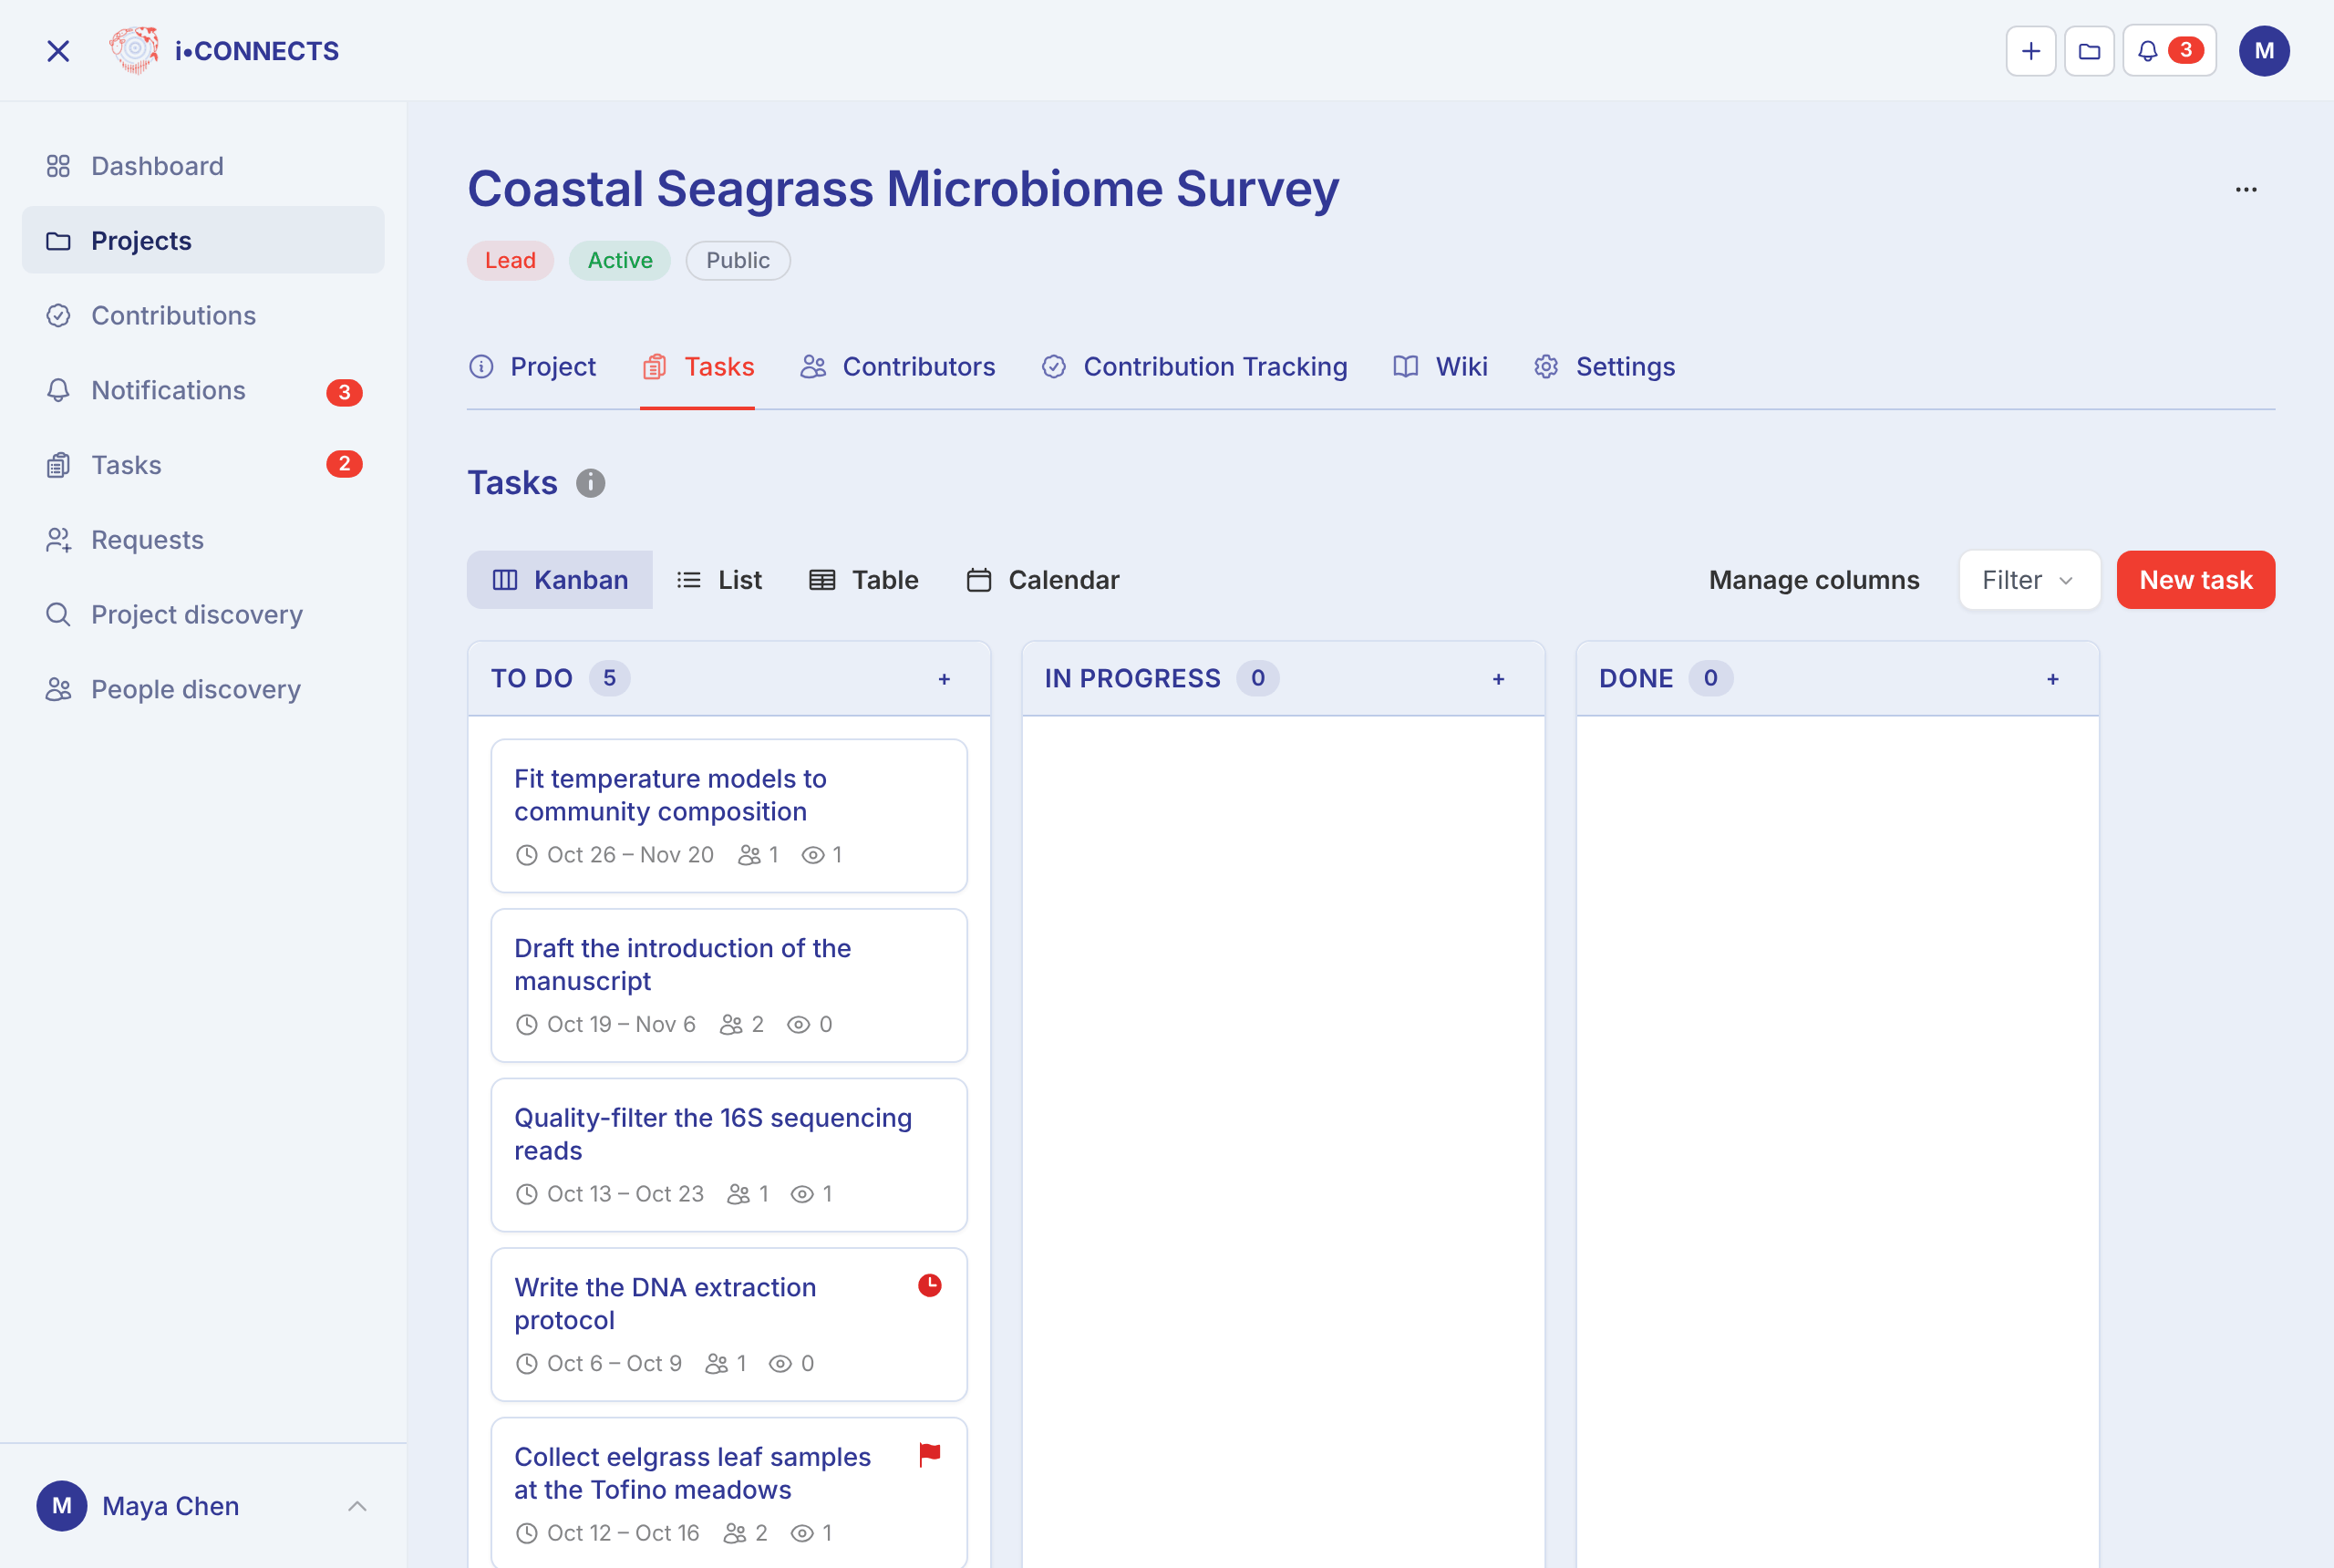 i•CONNECTS
3
M
Dashboard
Projects
Contributions
Notifications 3
Tasks 2
Requests
Project discovery
People discovery
M Maya Chen
Coastal Seagrass Microbiome Survey
Lead Active Public
Project Tasks Contributors Contribution Tracking Wiki Settings
Tasks
Kanban List Table Calendar
Manage columns Filter New task
TO DO 5 +
Fit temperature models to
community composition
Oct 26 – Nov 20 1 1
Draft the introduction of the
manuscript
Oct 19 – Nov 6 2 0
Quality-filter the 16S sequencing
reads
Oct 13 – Oct 23 1 1
Write the DNA extraction
protocol
Oct 6 – Oct 9 1 0
Collect eelgrass leaf samples
at the Tofino meadows
Oct 12 – Oct 16 2 1
IN PROGRESS 0 +
DONE 0 +